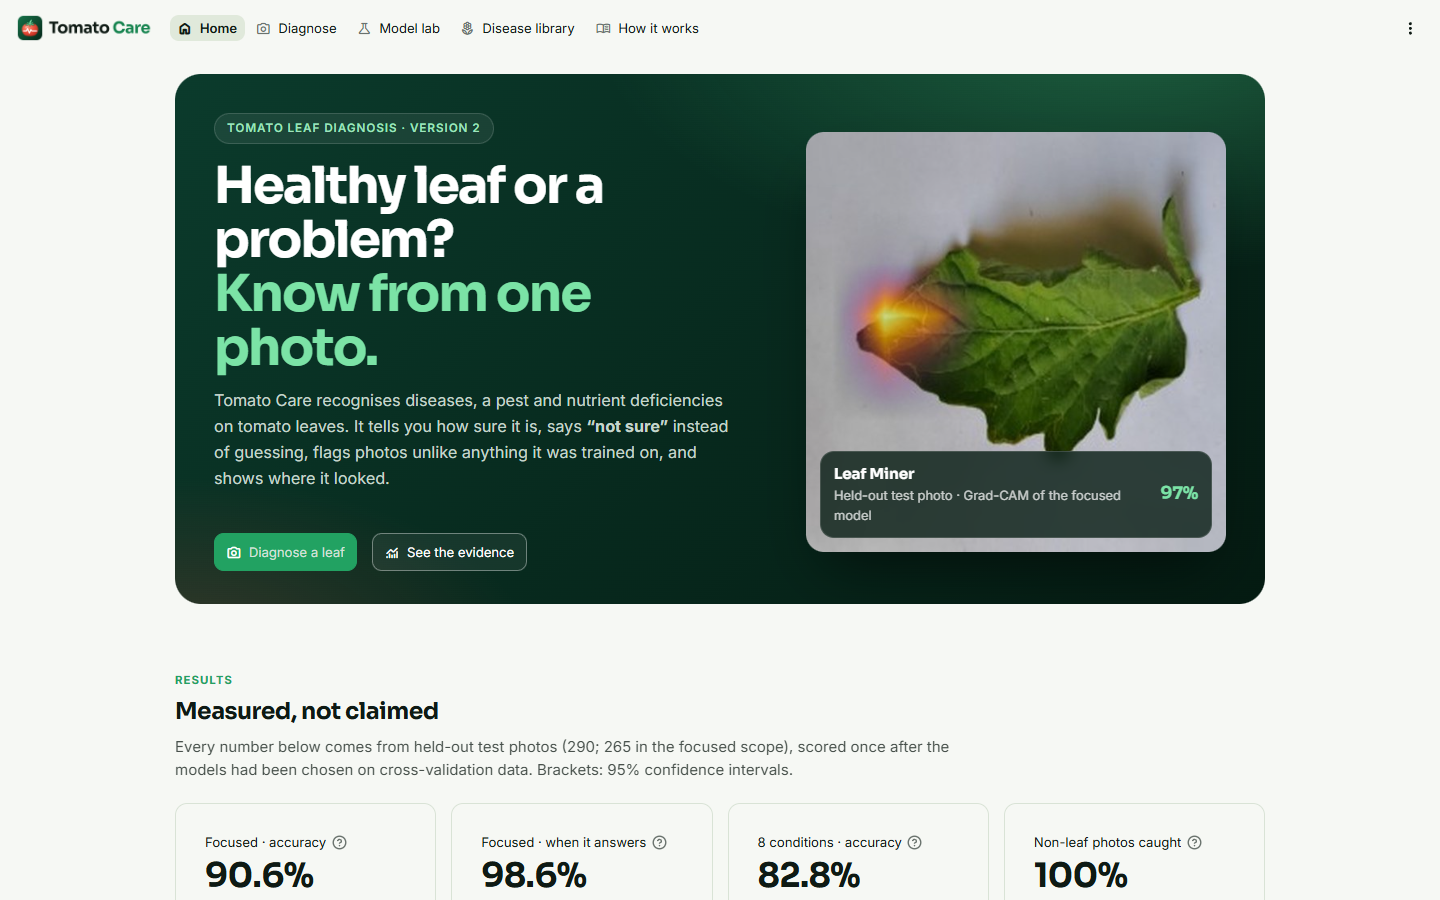 Tomato Care
Home
Diagnose
Model lab
Disease library
How it works
TOMATO LEAF DIAGNOSIS · VERSION 2
Healthy leaf or a
problem?
Know from one
photo.
Tomato Care recognises diseases, a pest and nutrient deficiencies
on tomato leaves. It tells you how sure it is, says “not sure” instead
of guessing, flags photos unlike anything it was trained on, and
shows where it looked.
Diagnose a leaf
See the evidence
Leaf Miner
Held-out test photo · Grad-CAM of the focused
model
97%
RESULTS
Measured, not claimed
Every number below comes from held-out test photos (290; 265 in the focused scope), scored once after the
models had been chosen on cross-validation data. Brackets: 95% confidence intervals.
Focused · accuracy
90.6%
Focused · when it answers
98.6%
8 conditions · accuracy
82.8%
Non-leaf photos caught
100%